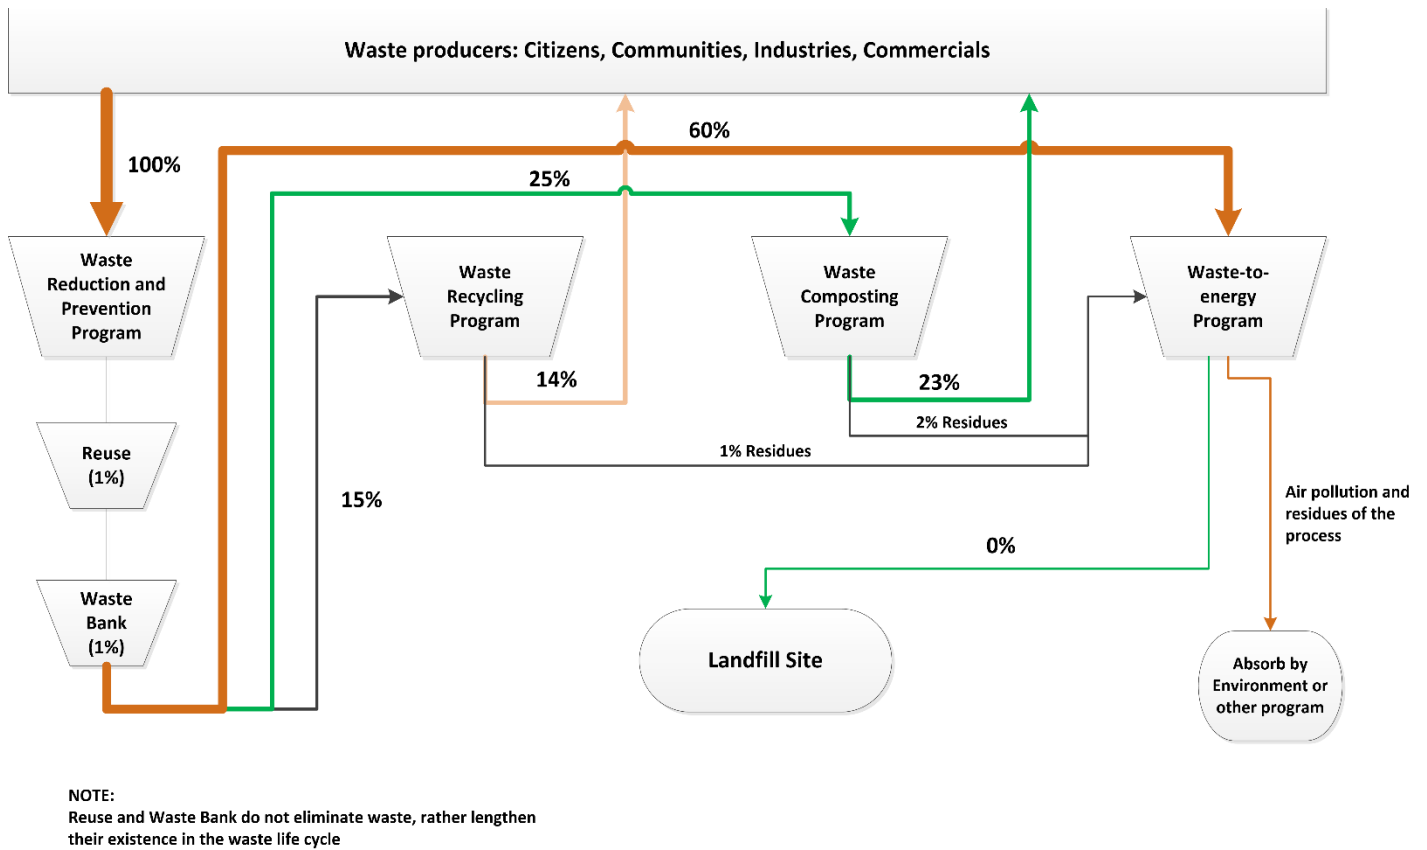 Waste producers: Citizens, Communities, Industries, Commercials
100%
60%
25%
Waste
Reduction and
Prevention
Program
Waste
Recycling
Program
Waste
Composting
Program
Waste-to-
energy
Program
14%
23%
2% Residues
1% Residues
Reuse
(1%)
15%
Air pollution and
residues of the
process
0%
Waste
Bank
(1%)
Landfill Site
Absorb by
Environment or
other program
NOTE:
Reuse and Waste Bank do not eliminate waste, rather lengthen
their existence in the waste life cycle